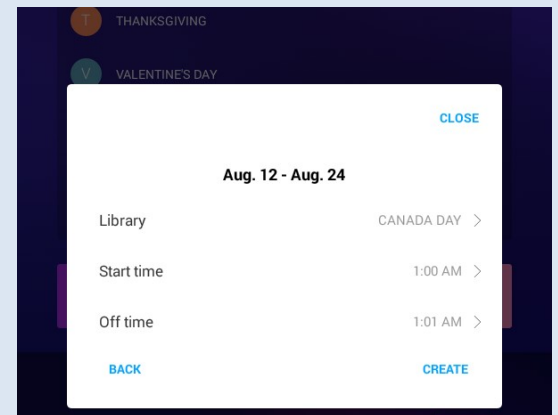 T THANKSGIVING
V VALENTINE'S DAY
CLOSE
Aug. 12 - Aug. 24
Library CANADA DAY
Start time 1:00 AM
Off time 1:01 AM
BACK CREATE